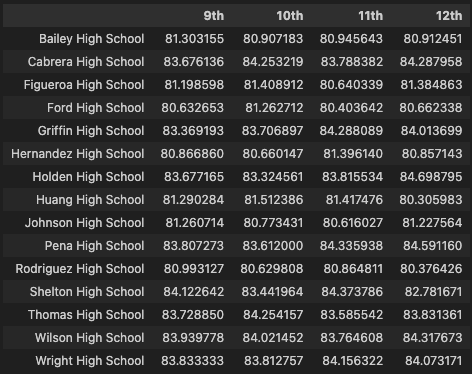 9th 10th 11th 12th
Bailey High School 81.303155 80.907183 80.945643 80.912451
Cabrera High School 83.676136 84.253219 83.788382 84.287958
Figueroa High School 81.198598 81.408912 80.640339 81.384863
Ford High School 80.632653 81.262712 80.403642 80.662338
Griffin High School 83.369193 83.706897 84.288089 84.013699
Hernandez High School 80.866860 80.660147 81.396140 80.857143
Holden High School 83.677165 83.324561 83.815534 84.698795
Huang High School 81.290284 81.512386 81.417476 80.305983
Johnson High School 81.260714 80.773431 80.616027 81.227564
Pena High School 83.807273 83.612000 84.335938 84.591160
Rodriguez High School 80.993127 80.629808 80.864811 80.376426
Shelton High School 84.122642 83.441964 84.373786 82.781671
Thomas High School 83.728850 84.254157 83.585542 83.831361
Wilson High School 83.939778 84.021452 83.764608 84.317673
Wright High School 83.833333 83.812757 84.156322 84.073171